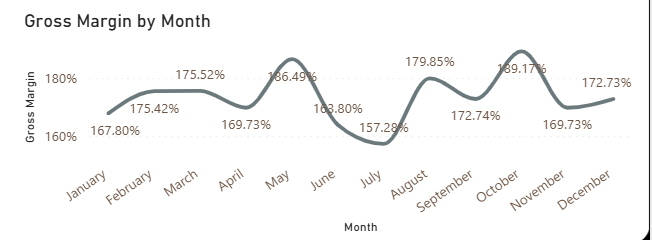 Gross Margin by Month
Gross Margin
180%
160%
167.80%
175.42%
175.52%
169.73%
186.49%
163.80%
157.28%
179.85%
172.74%
189.17%
169.73%
172.73%
January
February
March
April
May
June
July
August
September
October
November
December
Month